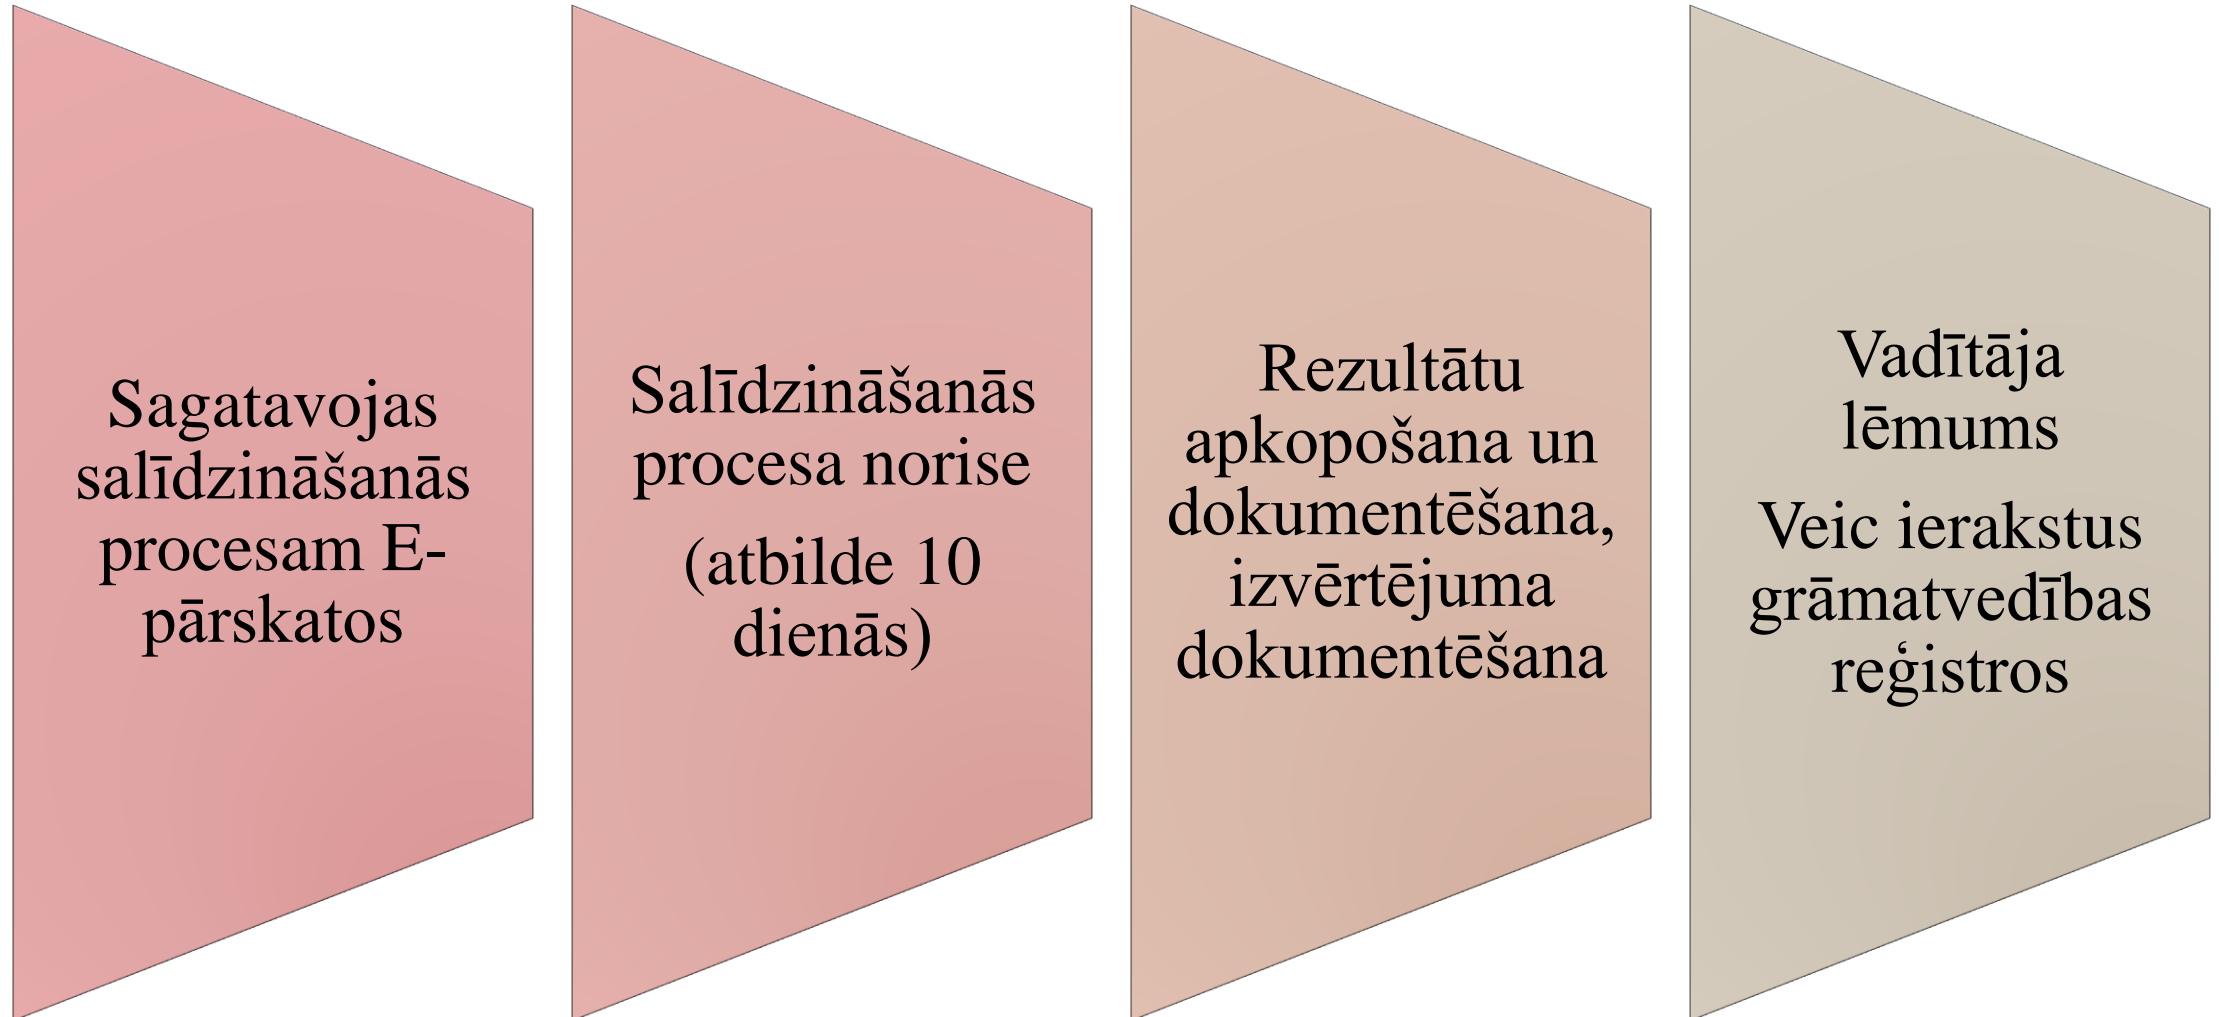 Sagatavojas
salīdzināšanās
procesam E-
pārskatos
Salīdzināšanās
procesa norise
(atbilde 10
dienās)
Rezultātu
apkopošana un
dokumentēšana,
izvērtējuma
dokumentēšana
Vadītāja
lēmums
Veic ierakstus
grāmatvedības
reģistros